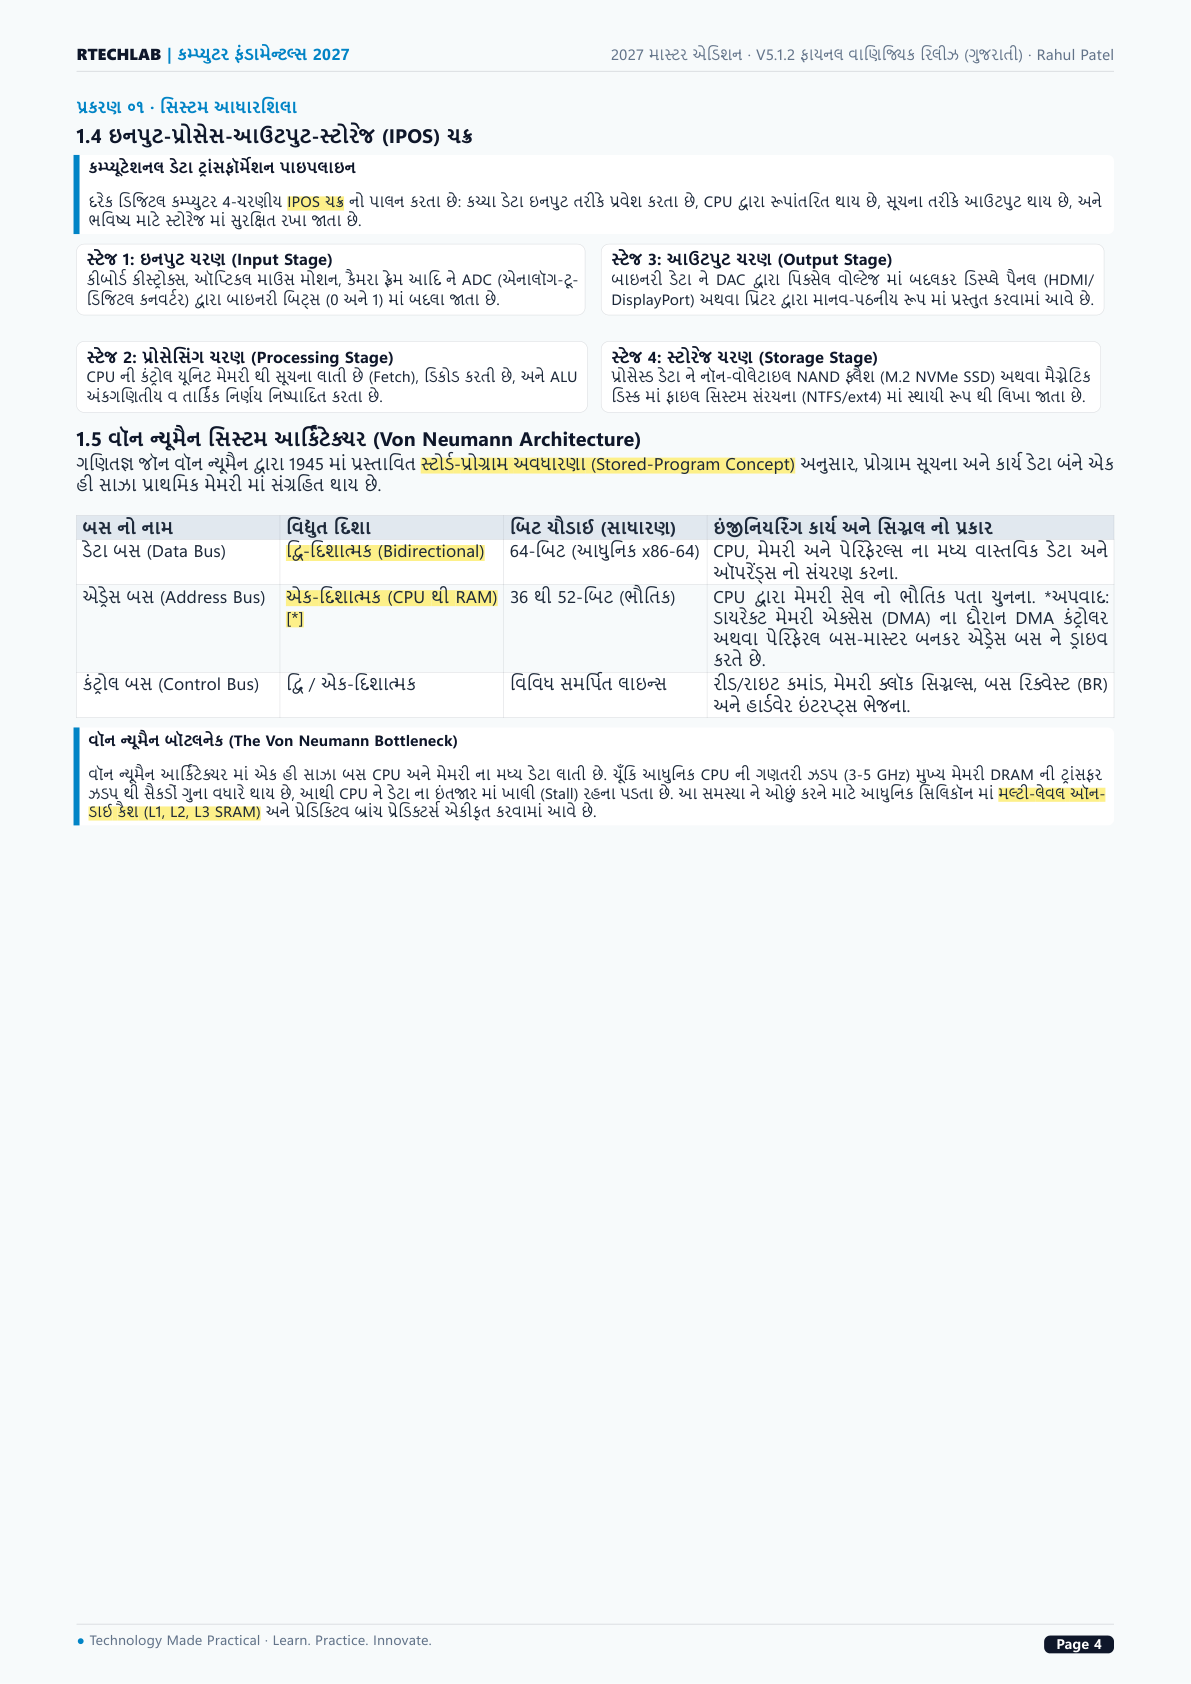 RTECHLAB | કમ્પ્યુટર ફંડામેન્ટલ્સ 2027
2027 માસ્ટર એડિશન · V5.1.2 ફાયનલ વાણિજ્યિક રિલીઝ (ગુજરાતી) · Rahul Patel
પ્રકરણ ૦૧ · સિસ્ટમ આધારશિલા
1.4 ઇનપુટ-પ્રોસેસ-આઉટપુટ-સ્ટોરેજ (IPOS) ચક્ર
કમ્પ્યૂટેશનલ ડેટા ટ્રાંસફૉર્મેશન પાઇપલાઇન
દરેક ડિજિટલ કમ્પ્યુટર 4-ચરણીય IPOS ચક્ર નો પાલન કરતા છે: કચ્ચા ડેટા ઇનપુટ તરીકે પ્રવેશ કરતા છે, CPU દ્વારા રૂપાંતરિત થાય છે, સૂચના તરીકે આઉટપુટ થાય છે, અને
ભવિષ્ય માટે સ્ટોરેજ માં સુરક્ષિત રખા જાતા છે.
સ્ટેજ 1: ઇનપુટ ચરણ (Input Stage)
કીબોર્ડ કીસ્ટ્રોક્સ, ઑપ્ટિકલ માઉસ મોશન, કૈમરા ફ્રેમ આદિ ને ADC (એનાલૉગ-ટૂ-
ડિજિટલ કનવર્ટર) દ્વારા બાઇનરી બિટ્સ (0 અને 1) માં બદલા જાતા છે.
સ્ટેજ 3: આઉટપુટ ચરણ (Output Stage)
બાઇનરી ડેટા ને DAC દ્વારા પિક્સેલ વોલ્ટેજ માં બદલકર ડિસ્પ્લે પૈનલ (HDMI/
DisplayPort) અથવા પ્રિંટર દ્વારા માનવ-પઠનીય રૂપ માં પ્રસ્તુત કરવામાં આવે છે.
સ્ટેજ 2: પ્રોસેસિંગ ચરણ (Processing Stage)
CPU ની કંટ્રોલ યૂનિટ મેમરી થી સૂચના લાતી છે (Fetch), ડિકોડ કરતી છે, અને ALU
અંકગણિતીય વ તાર્કિક નિર્ણય નિષ્પાદિત કરતા છે.
સ્ટેજ 4: સ્ટોરેજ ચરણ (Storage Stage)
પ્રોસેસ્ડ ડેટા ને નૉન-વોલેટાઇલ NAND ફ્લૈશ (M.2 NVMe SSD) અથવા મૈગ્નેટિક
ડિસ્ક માં ફાઇલ સિસ્ટમ સંરચના (NTFS/ext4) માં સ્થાયી રૂપ થી લિખા જાતા છે.
1.5 વૉન ન્યૂમૈન સિસ્ટમ આર્કિટેક્ચર (Von Neumann Architecture)
ગણિતજ્ઞ જૉન વૉન ન્યૂમૈન દ્વારા 1945 માં પ્રસ્તાવિત સ્ટોર્ડ-પ્રોગ્રામ અવધારણા (Stored-Program Concept) અનુસાર, પ્રોગ્રામ સૂચના અને કાર્ય ડેટા બંને એક
હી સાઝા પ્રાથમિક મેમરી માં સંગ્રહિત થાય છે.
બસ નો નામ | વિદ્યુત દિશા | બિટ ચૌડાઈ (સાધારણ) | ઇંજીનિયરિંગ કાર્ય અને સિગ્નલ નો પ્રકાર
ડેટા બસ (Data Bus) | દ્વિ-દિશાત્મક (Bidirectional) | 64-બિટ (આધુનિક x86-64) | CPU, મેમરી અને પેરિફેરલ્સ ના મધ્ય વાસ્તવિક ડેટા અને
ઑપરેંડ્સ નો સંચરણ કરના.
એડ્રેસ બસ (Address Bus) | એક-દિશાત્મક (CPU થી RAM) | 36 થી 52-બિટ (ભૌતિક) | CPU દ્વારા મેમરી સેલ નો ભૌતિક પતા ચુનના. *અપવાદ:
[*] | ડાયરેક્ટ મેમરી એક્સેસ (DMA) ના દૌરાન DMA કંટ્રોલર
અથવા પેરિફેરલ બસ-માસ્ટર બનકર એડ્રેસ બસ ને ડ્રાઇવ
કરતે છે.
કંટ્રોલ બસ (Control Bus) | દ્વિ / એક-દિશાત્મક | વિવિધ સમર્પિત લાઇન્સ | રીડ/રાઇટ કમાંડ, મેમરી ક્લૉક સિગ્નલ્સ, બસ રિક્વેસ્ટ (BR)
અને હાર્ડવેર ઇંટરપ્ટ્સ ભેજના.
વૉન ન્યૂમૈન બૉટલનેક (The Von Neumann Bottleneck)
વૉન ન્યૂમૈન આર્કિટેક્ચર માં એક હી સાઝા બસ CPU અને મેમરી ના મધ્ય ડેટા લાતી છે. ચૂઁકિ આધુનિક CPU ની ગણતરી ઝડપ (3-5 GHz) મુખ્ય મેમરી DRAM ની ટ્રાંસફર
ઝડપ થી સૈકડોં ગુના વધારે થાય છે, આથી CPU ને ડેટા ના ઇંતજાર માં ખાલી (Stall) રહના પડતા છે. આ સમસ્યા ને ઓછું કરને માટે આધુનિક સિલિકૉન માં મલ્ટી-લેવલ ઑન-
ડાઈ કૈશ (L1, L2, L3 SRAM) અને પ્રેડિક્ટિવ બ્રાંચ પ્રેડિક્ટર્સ એકીકૃત કરવામાં આવે છે.
● Technology Made Practical · Learn. Practice. Innovate.
Page 4